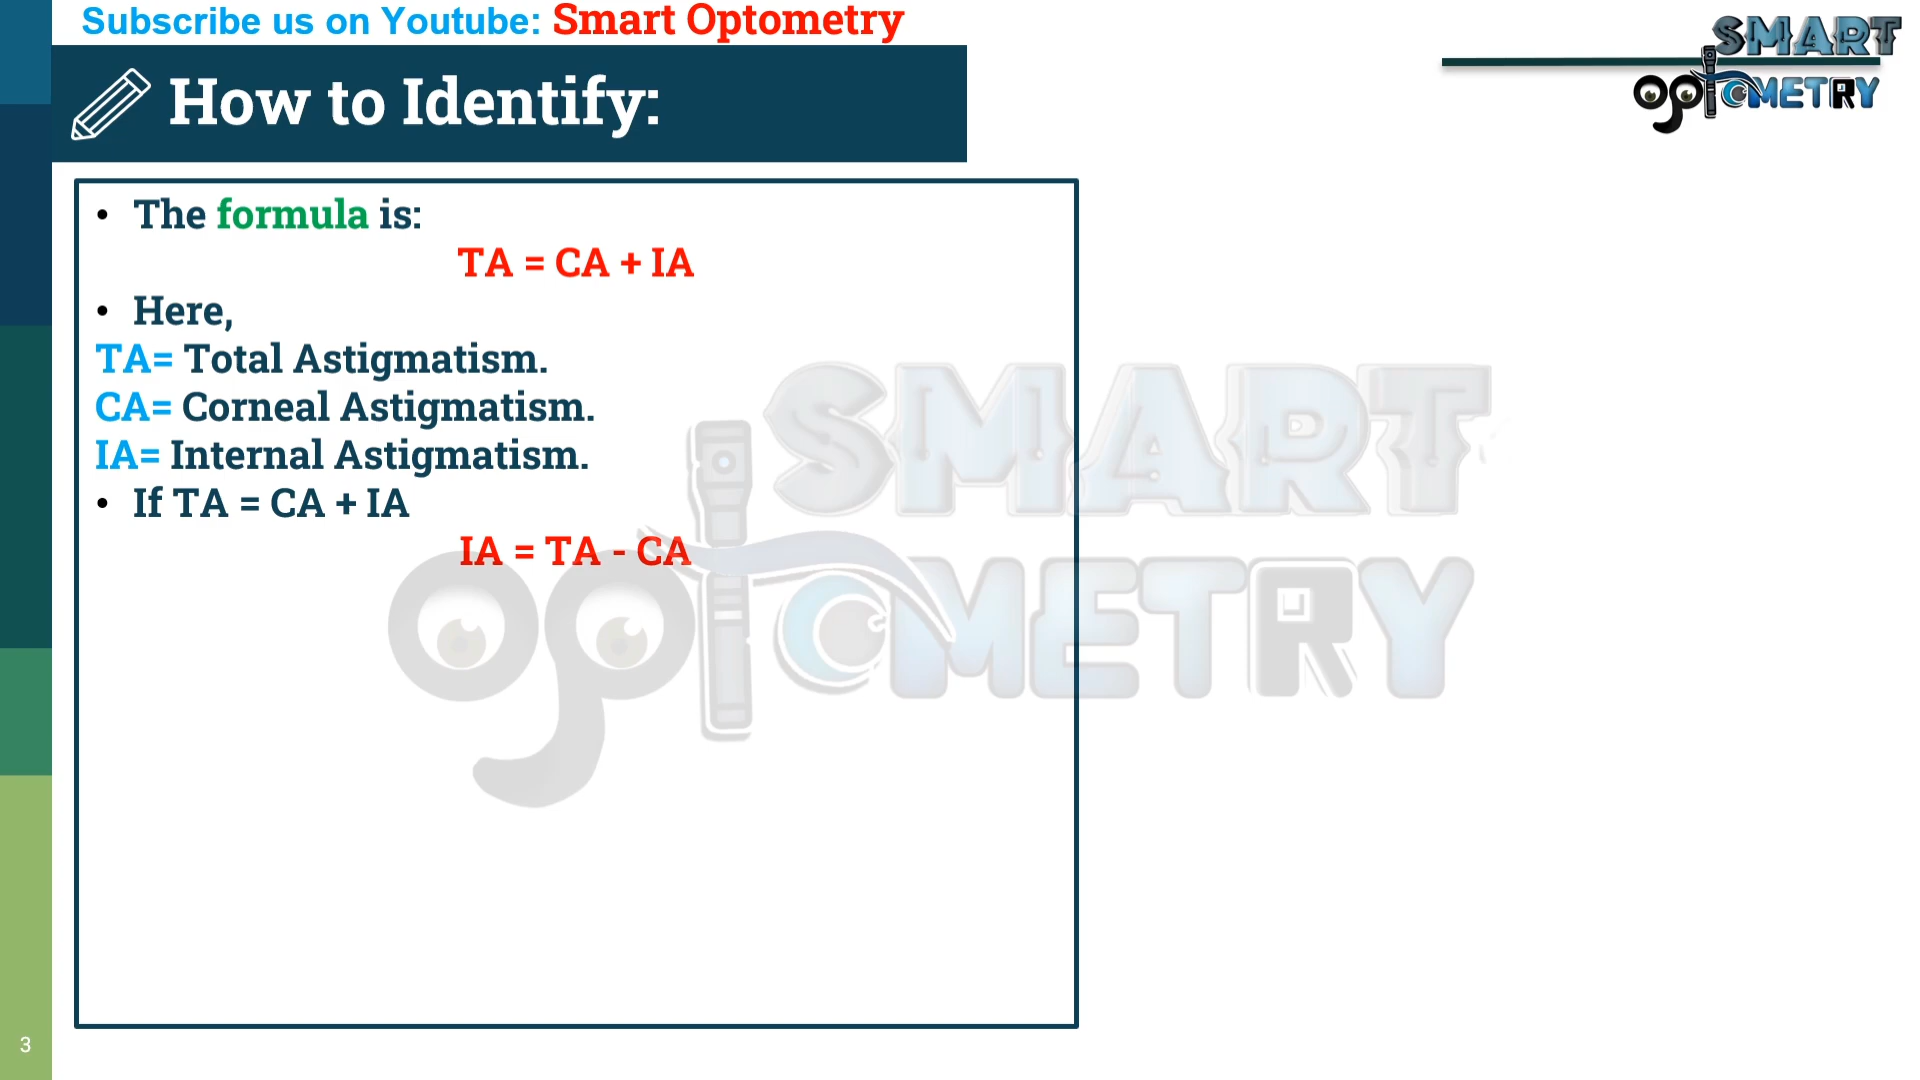 Subscribe us on Youtube: Smart Optometry
SMART
OPTOMETRY
How to Identify:
• The formula is:
TA = CA + IA
• Here,
TA= Total Astigmatism.
CA= Corneal Astigmatism.
IA= Internal Astigmatism.
• If TA = CA + IA
IA = TA - CA
SMART
OPTOMETRY
3